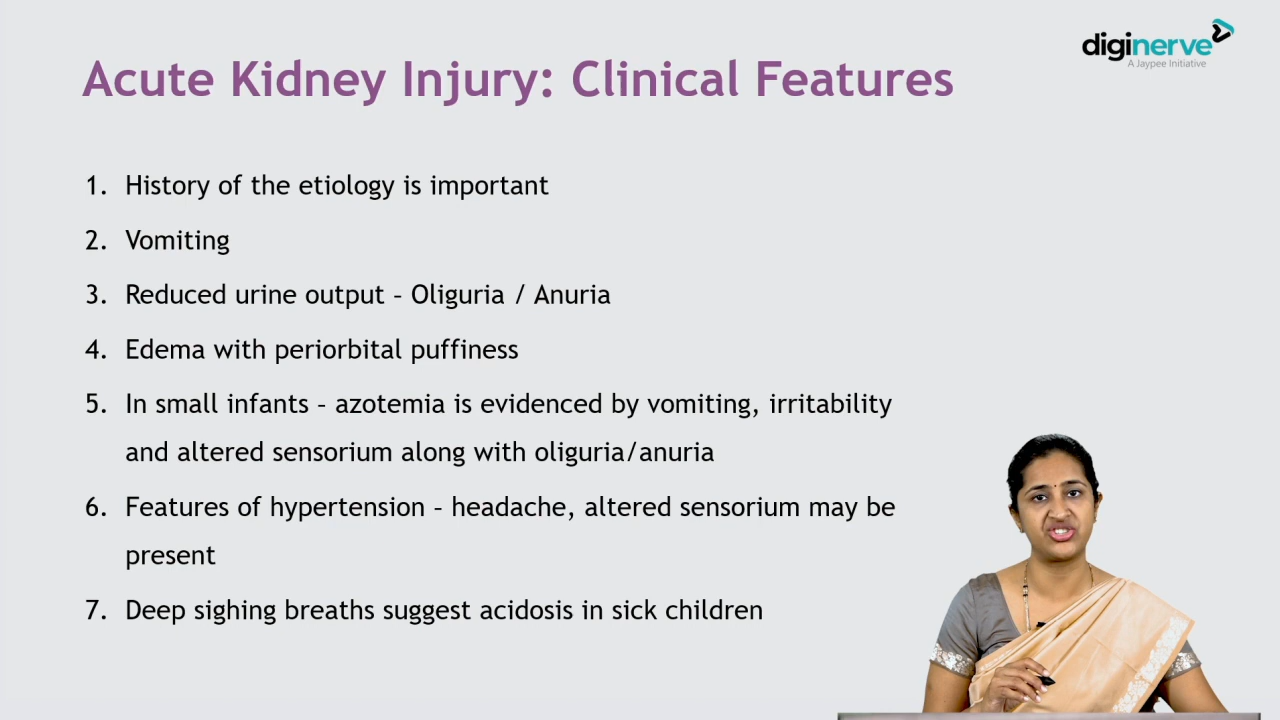 diginerve
A Jaypee Initiative
Acute Kidney Injury: Clinical Features
1. History of the etiology is important
2. Vomiting
3. Reduced urine output – Oliguria / Anuria
4. Edema with periorbital puffiness
5. In small infants – azotemia is evidenced by vomiting, irritability
and altered sensorium along with oliguria/anuria
6. Features of hypertension – headache, altered sensorium may be
present
7. Deep sighing breaths suggest acidosis in sick children